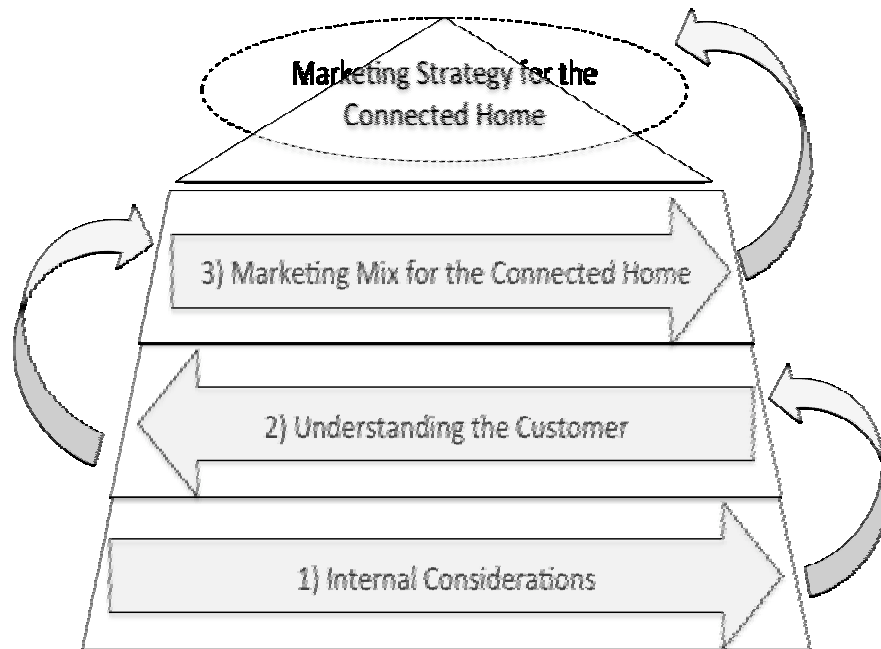 Marketing Strategy for the
Connected Home
3) Marketing Mix for the Connected Home
2) Understanding the Customer
1) Internal Considerations